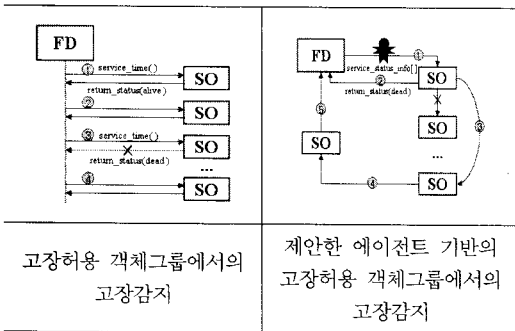 FD
① service_time( )
SO
return_status(alive)
②
SO
③ service_time( )
SO
return_status(dead)
...
④
SO
고장허용 객체그룹에서의
고장감지
FD
①
service_status_info[ ]
SO
②
return_status(dead)
⑤
SO
③
SO
...
④
SO
제안한 에이전트 기반의
고장허용 객체그룹에서의
고장감지